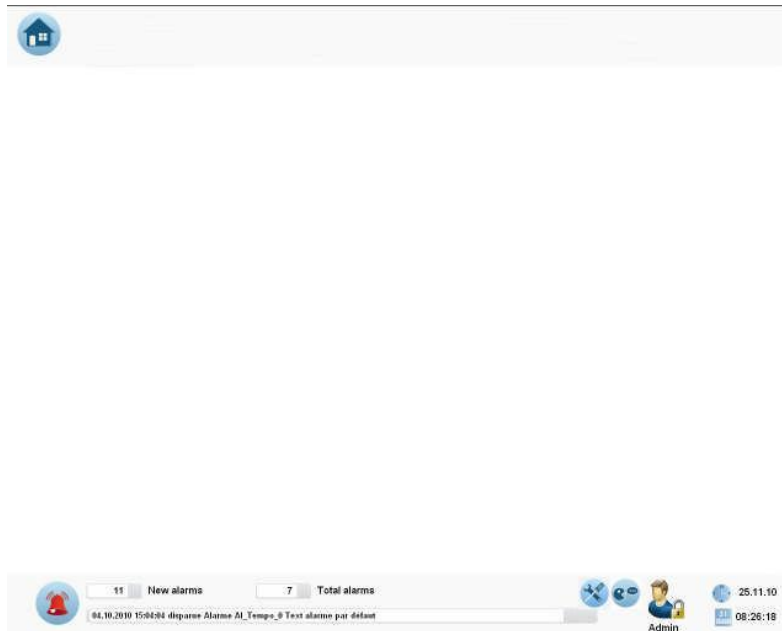 11 New alarms 7 Total alarms
25.11.10
04.10.2010 15:04:04 disparue Alarme Al_Tempo_0 Text alarme par défaut
Admin
08:26:18